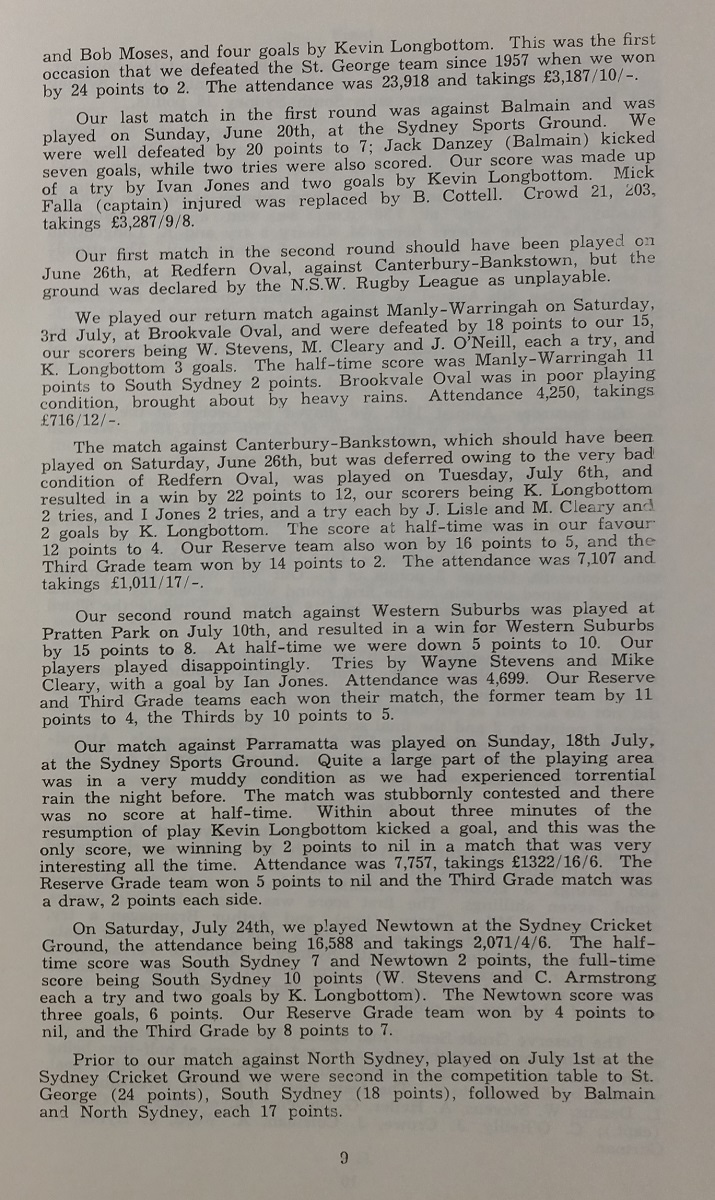 and Bob Moses, and four goals by Kevin Longbottom. This was the first
occasion that we defeated the St. George team since 1957 when we won
by 24 points to 2. The attendance was 23,918 and takings £3,187/10/-.
Our last match in the first round was against Balmain and was
played on Sunday, June 20th, at the Sydney Sports Ground. We
were well defeated by 20 points to 7; Jack Danzey (Balmain) kicked
seven goals, while two tries were also scored. Our score was made up
of a try by Ivan Jones and two goals by Kevin Longbottom. Mick
Falla (captain) injured was replaced by B. Cottell. Crowd 21, 203,
takings £3,287/9/8.
Our first match in the second round should have been played on
June 26th, at Redfern Oval, against Canterbury-Bankstown, but the
ground was declared by the N.S.W. Rugby League as unplayable.
We played our return match against Manly-Warringah on Saturday,
3rd July, at Brookvale Oval, and were defeated by 18 points to our 15,
our scorers being W. Stevens, M. Cleary and J. O'Neill, each a try, and
K. Longbottom 3 goals. The half-time score was Manly-Warringah 11
points to South Sydney 2 points. Brookvale Oval was in poor playing
condition, brought about by heavy rains. Attendance 4,250, takings
£716/12/-.
The match against Canterbury-Bankstown, which should have been
played on Saturday, June 26th, but was deferred owing to the very bad
condition of Redfern Oval, was played on Tuesday, July 6th, and
resulted in a win by 22 points to 12, our scorers being K. Longbottom
2 tries, and I Jones 2 tries, and a try each by J. Lisle and M. Cleary and
2 goals by K. Longbottom. The score at half-time was in our favour
12 points to 4. Our Reserve team also won by 16 points to 5, and the
Third Grade team won by 14 points to 2. The attendance was 7,107 and
takings £1,011/17/-.
Our second round match against Western Suburbs was played at
Pratten Park on July 10th, and resulted in a win for Western Suburbs
by 15 points to 8. At half-time we were down 5 points to 10. Our
players played disappointingly. Tries by Wayne Stevens and Mike
Cleary, with a goal by Ian Jones. Attendance was 4,699. Our Reserve
and Third Grade teams each won their match, the former team by 11
points to 4, the Thirds by 10 points to 5.
Our match against Parramatta was played on Sunday, 18th July,
at the Sydney Sports Ground. Quite a large part of the playing area
was in a very muddy condition as we had experienced torrential
rain the night before. The match was stubbornly contested and there
was no score at half-time. Within about three minutes of the
resumption of play Kevin Longbottom kicked a goal, and this was the
only score, we winning by 2 points to nil in a match that was very
interesting all the time. Attendance was 7,757, takings £1322/16/6. The
Reserve Grade team won 5 points to nil and the Third Grade match was
a draw, 2 points each side.
On Saturday, July 24th, we played Newtown at the Sydney Cricket
Ground, the attendance being 16,588 and takings 2,071/4/6. The half-
time score was South Sydney 7 and Newtown 2 points, the full-time
score being South Sydney 10 points (W. Stevens and C. Armstrong
each a try and two goals by K. Longbottom). The Newtown score was
three goals, 6 points. Our Reserve Grade team won by 4 points to
nil, and the Third Grade by 8 points to 7.
Prior to our match against North Sydney, played on July 1st at the
Sydney Cricket Ground we were second in the competition table to St.
George (24 points), South Sydney (18 points), followed by Balmain
and North Sydney, each 17 points.
9